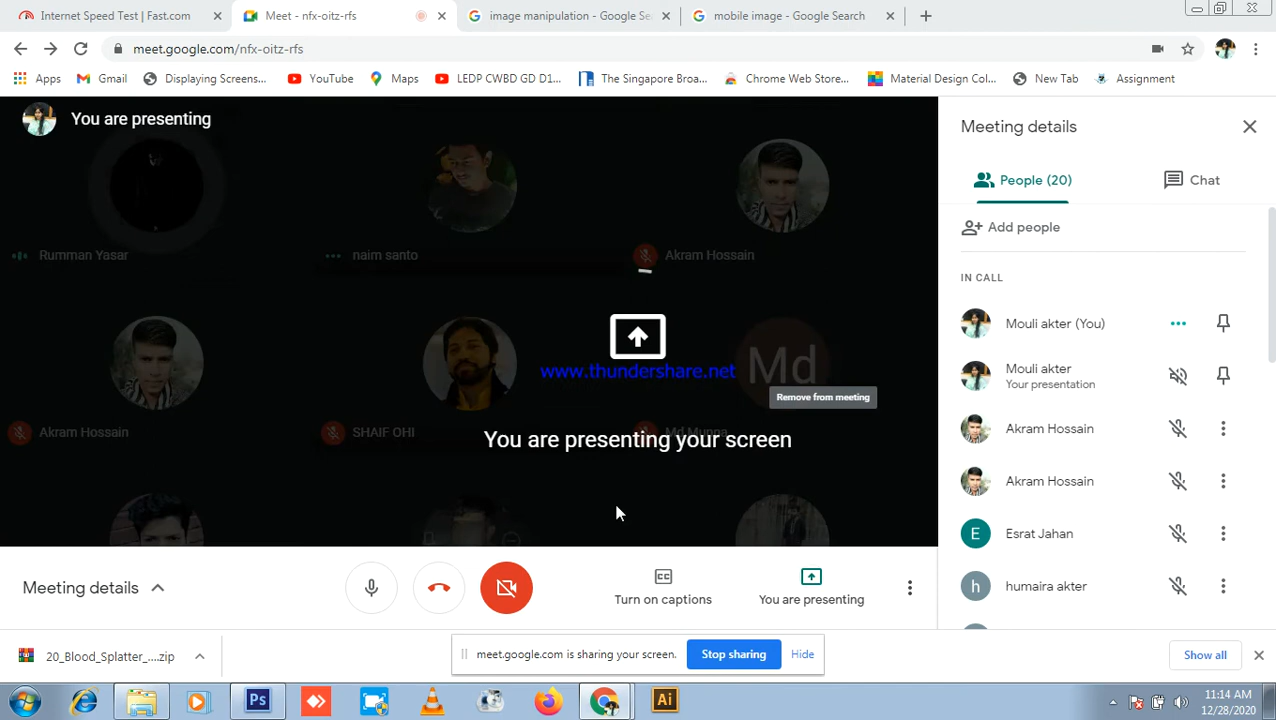 Internet Speed Test | Fast.com
Meet - nfx-oitz-rfs
image manipulation - Google Se
mobile image - Google Search
meet.google.com/nfx-oitz-rfs
Apps
Gmail
Displaying Screens...
YouTube
Maps
LEDP CWBD GD D1...
The Singapore Broa...
Chrome Web Store...
Material Design Col...
New Tab
Assignment
You are presenting
Meeting details
People (20)
Chat
Add people
IN CALL
Rumman Yasar
naim santo
Akram Hossain
Mouli akter (You)
www.thundershare.net
Md
Remove from meeting
Mouli akter
Your presentation
Akram Hossain
SHAIF OHI
Md Munna
You are presenting your screen
Akram Hossain
Akram Hossain
E
Esrat Jahan
h
humaira akter
Meeting details
CC
Turn on captions
You are presenting
20_Blood_Splatter_....zip
meet.google.com is sharing your screen.
Stop sharing
Hide
Show all
Ps
Ai
11:14 AM
12/28/2020